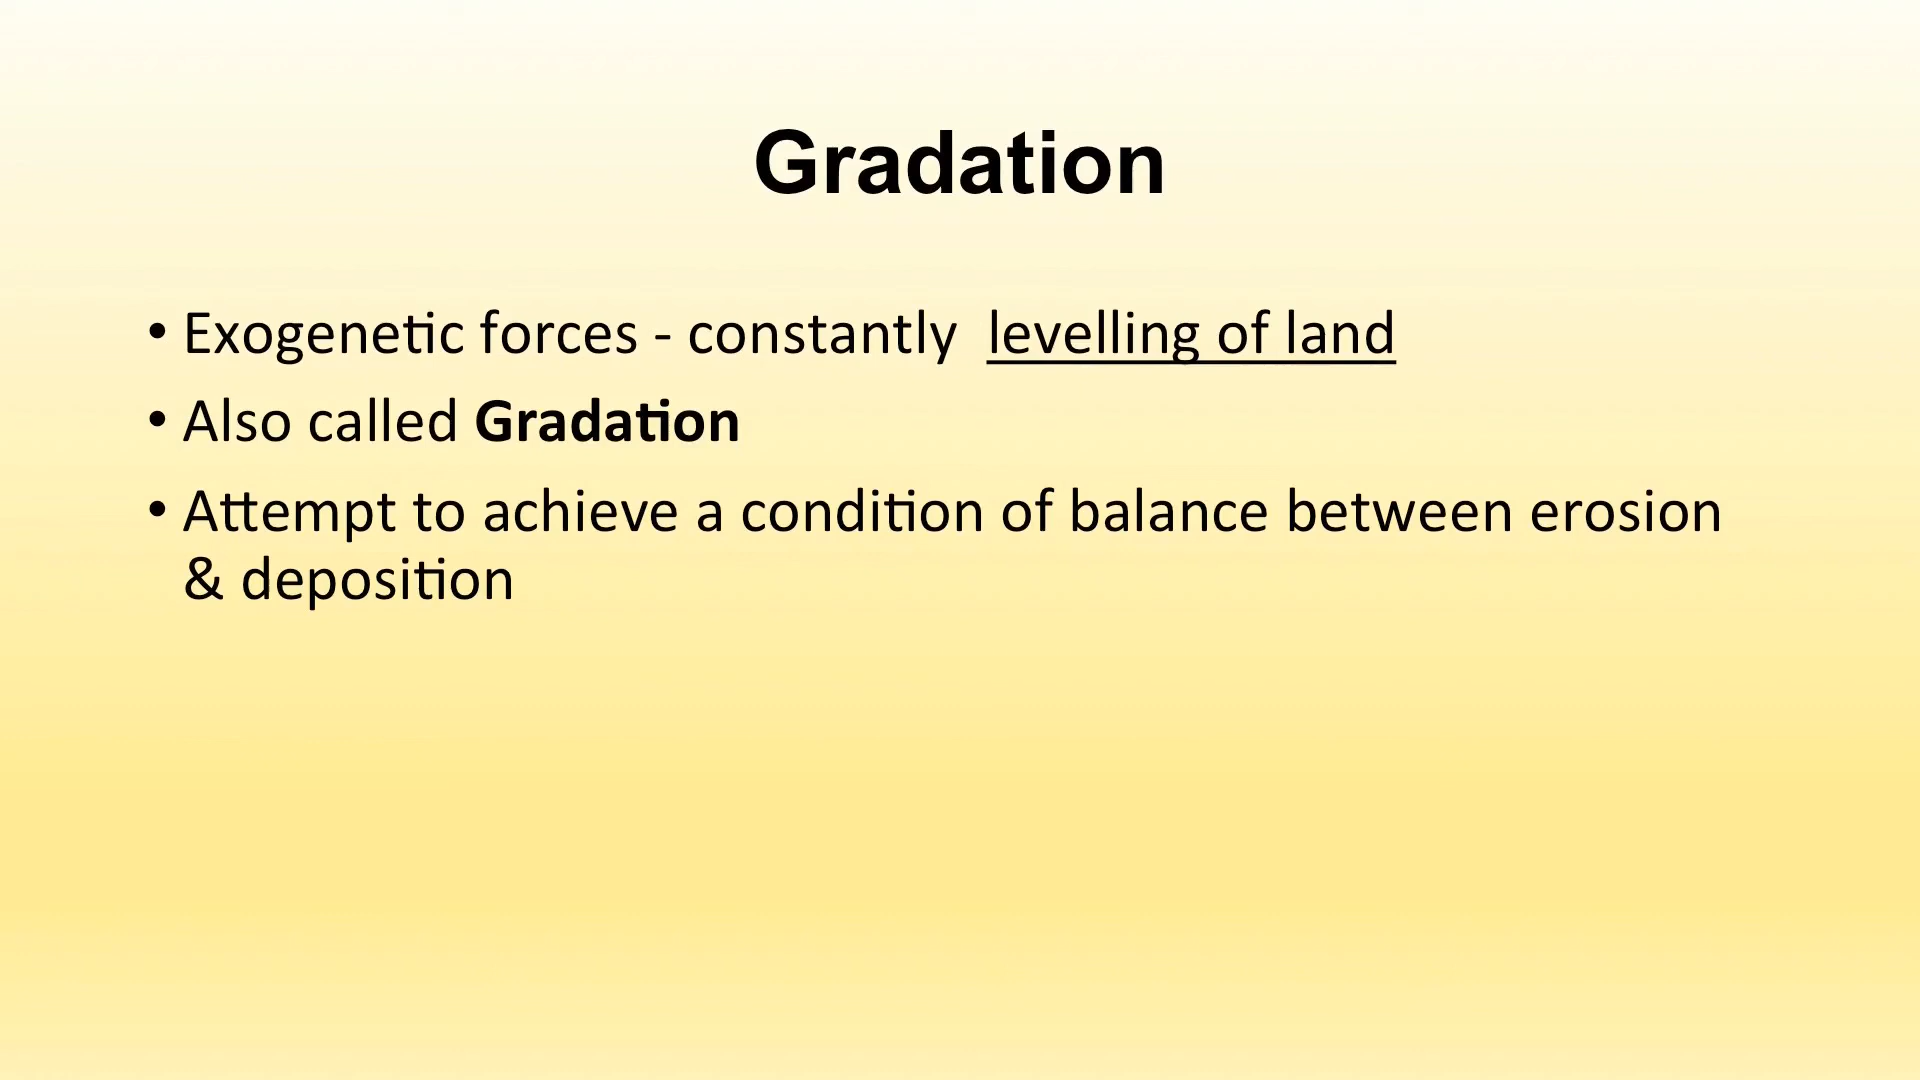 Gradation
• Exogenetic forces - constantly  levelling of land
• Also called Gradation
• Attempt to achieve a condition of balance between erosion
& deposition